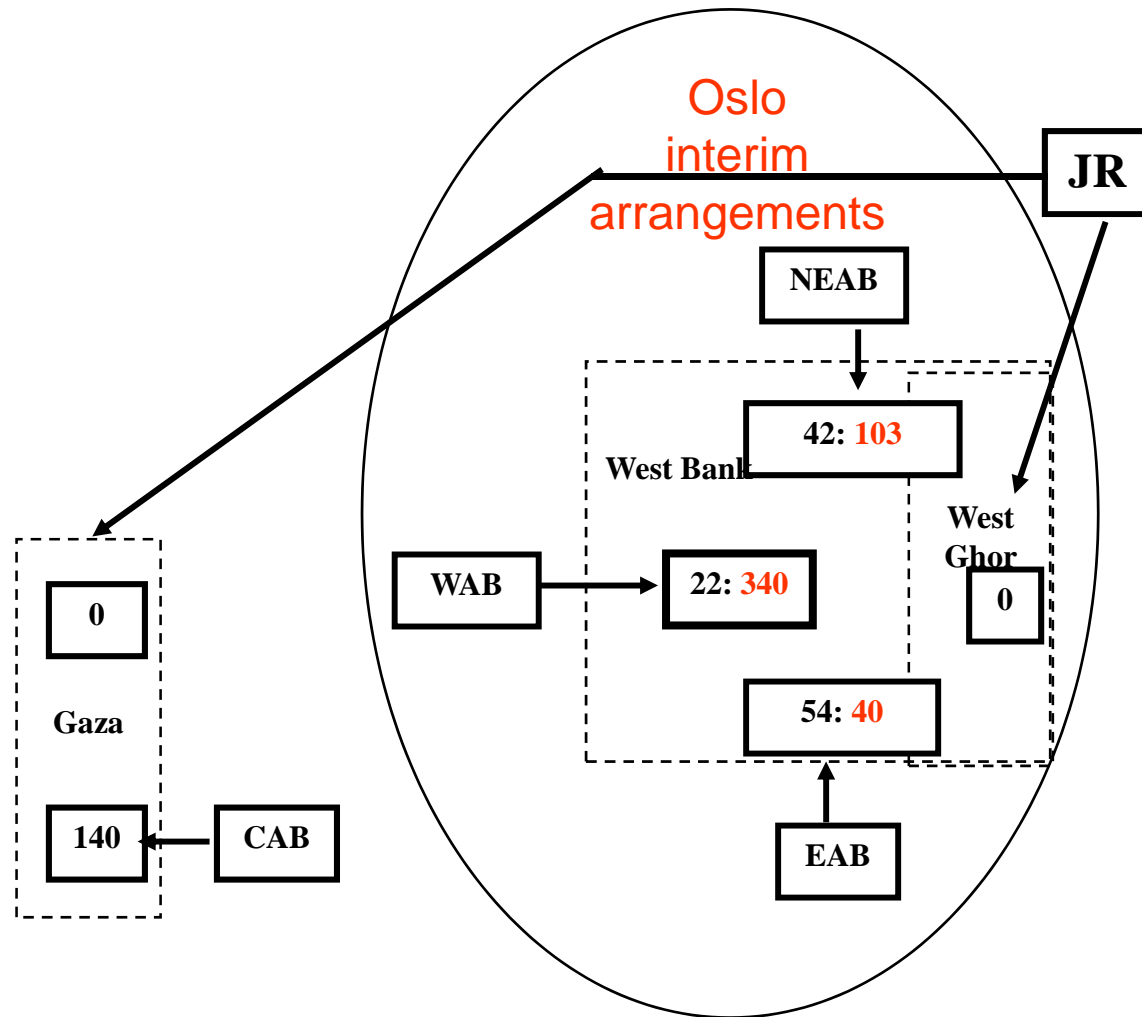 Oslo
interim
arrangements
JR
NEAB
42: 103
West Bank
West
Ghor
WAB
22: 340
0
0
54: 40
Gaza
140
CAB
EAB